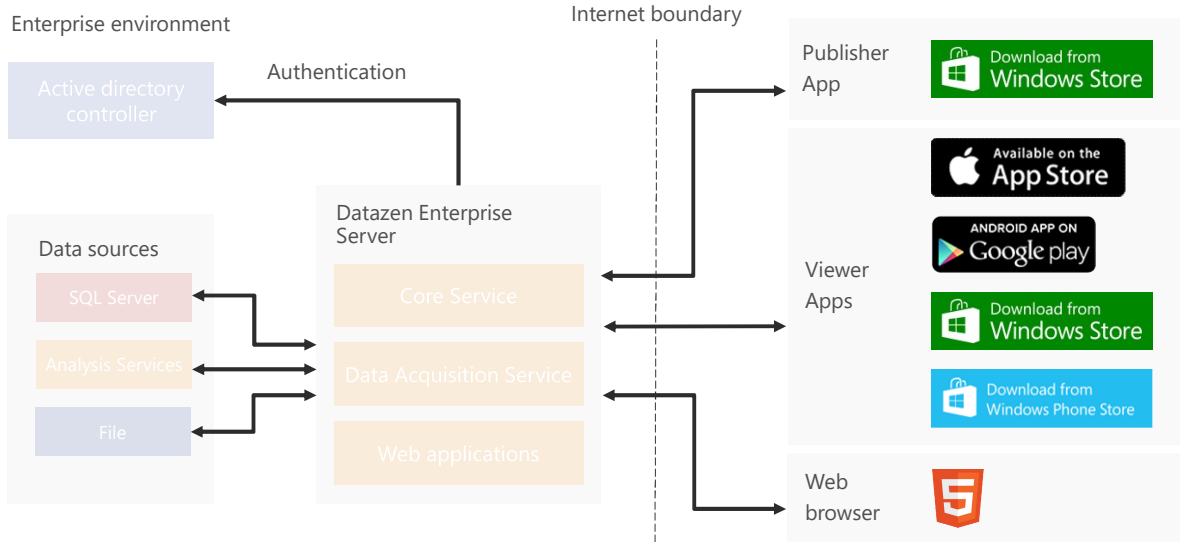 Enterprise environment
Internet boundary
Active directory
controller
Authentication
Data sources
SQL Server
Analysis Services
File
Datazen Enterprise
Server
Core Service
Data Acquisition Service
Web applications
Publisher
App
Download from
Windows Store
Viewer
Apps
Available on the
App Store
ANDROID APP ON
Google play
Download from
Windows Store
Download from
Windows Phone Store
Web
browser
5